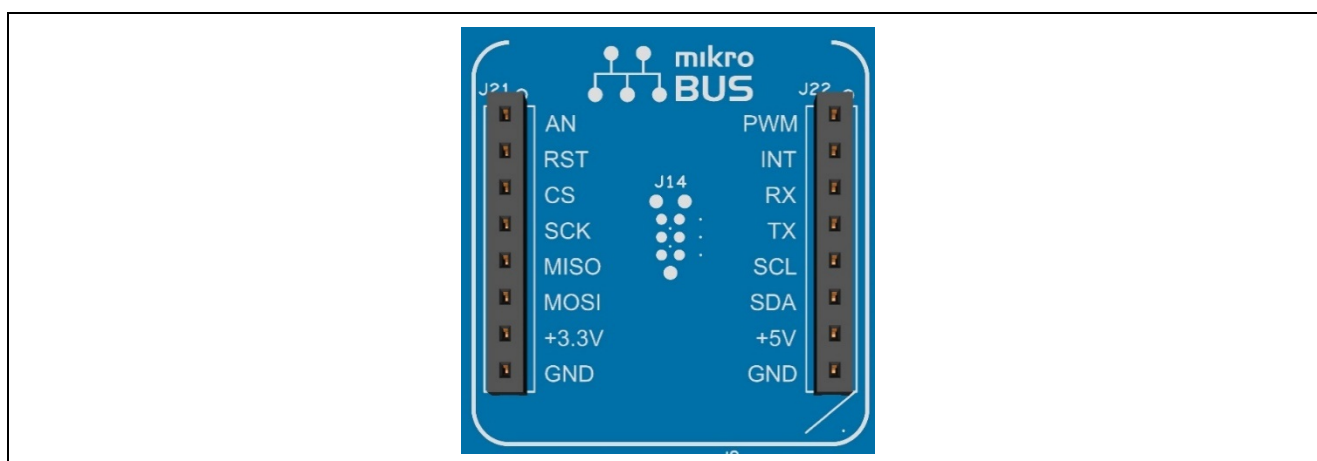 mikro
BUS
J21
J22
AN
PWM
RST
INT
CS
J14
RX
SCK
TX
MISO
SCL
MOSI
SDA
+3.3V
+5V
GND
GND